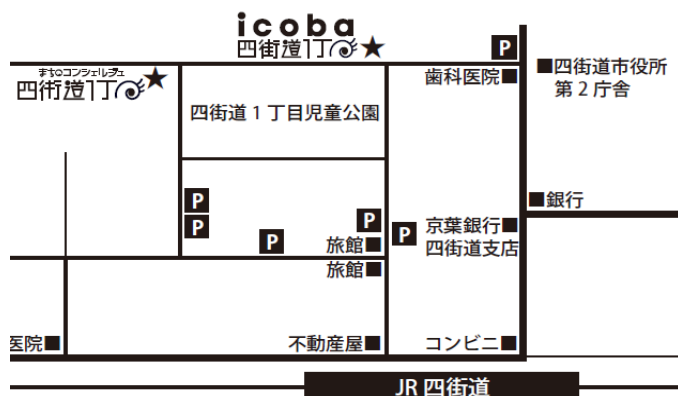 icoba
四街道1丁目★
P
歯科医院■
■四街道市役所
第2庁舎
まちのコンシェルジュ
四街道1丁目★
四街道1丁目児童公園
P
P
P
P
P
旅館■
旅館■
京葉銀行■
四街道支店
■銀行
医院■
不動産屋■
コンビニ■
JR 四街道